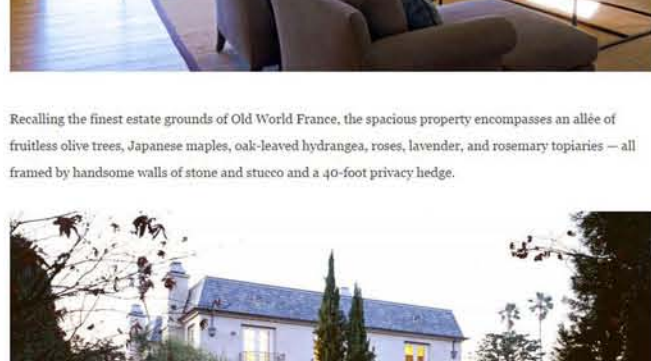 Recalling the finest estate grounds of Old World France, the spacious property encompasses an allée of
fruitless olive trees, Japanese maples, oak-leaved hydrangea, roses, lavender, and rosemary topiaries — all
framed by handsome walls of stone and stucco and a 40-foot privacy hedge.